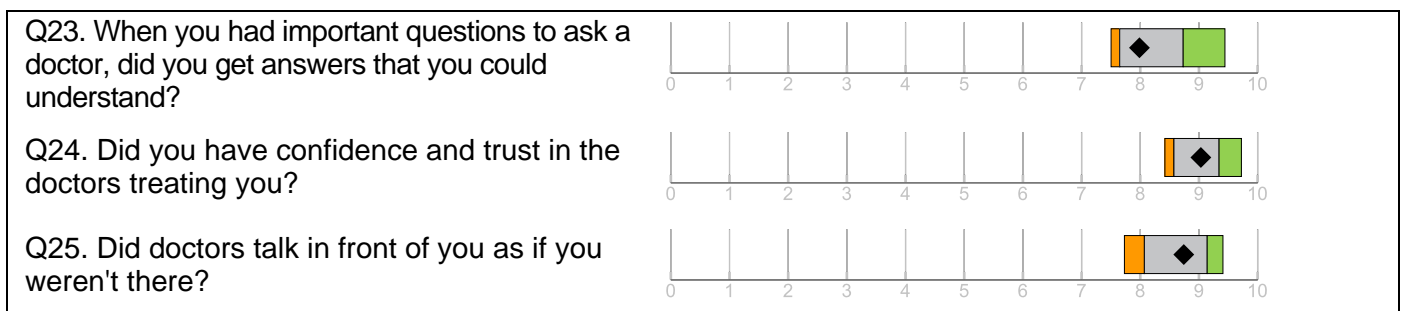 Q23. When you had important questions to ask a
doctor, did you get answers that you could
understand?
0 1 2 3 4 5 6 7 8 9 10
Q24. Did you have confidence and trust in the
doctors treating you?
0 1 2 3 4 5 6 7 8 9 10
Q25. Did doctors talk in front of you as if you
weren't there?
0 1 2 3 4 5 6 7 8 9 10